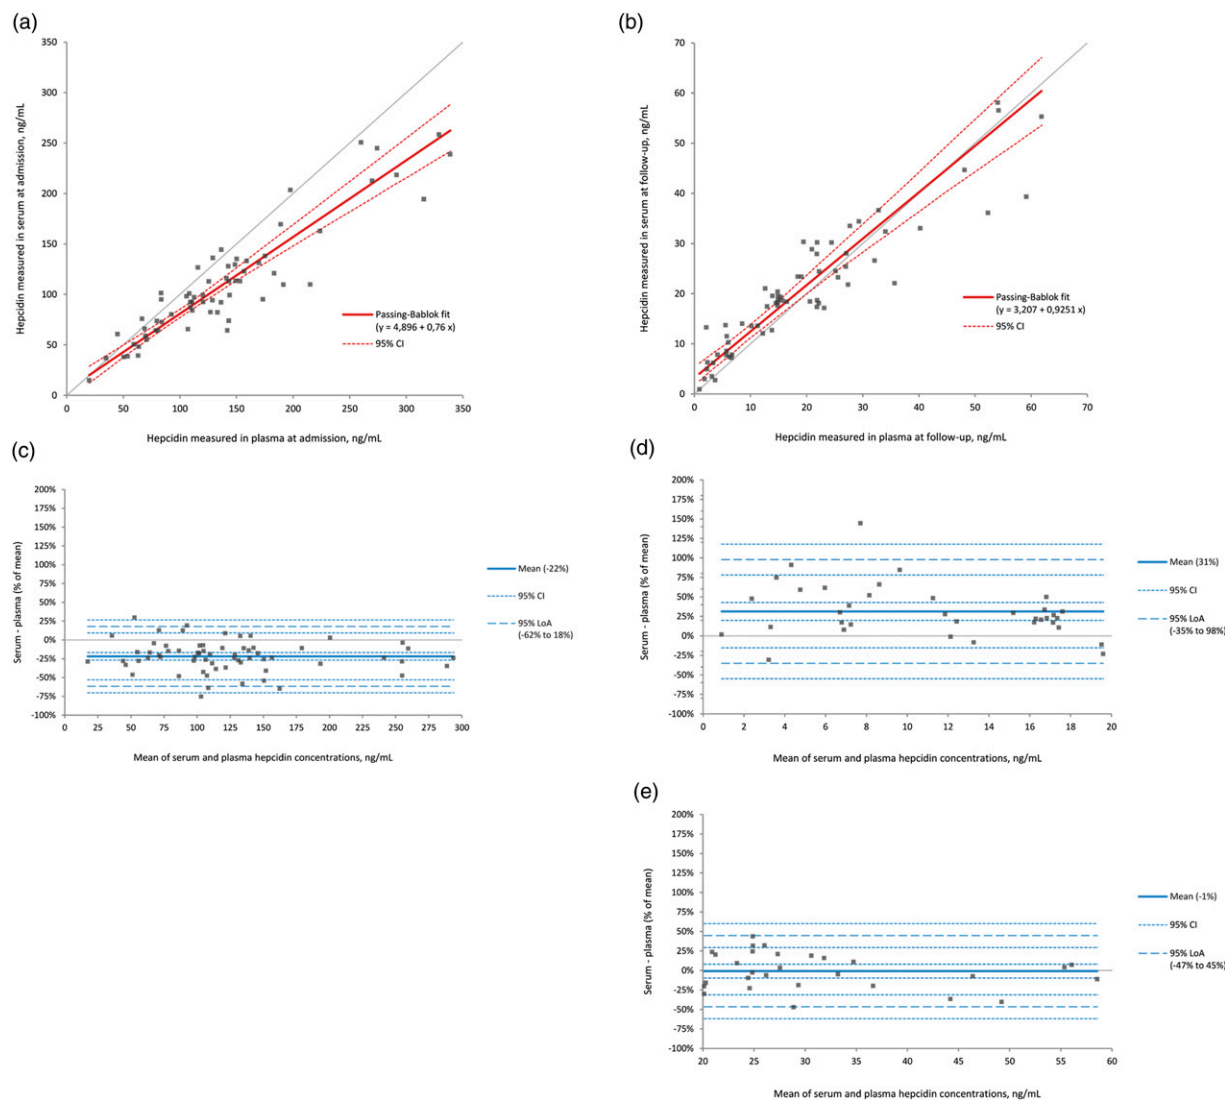 (a)
350
300
250
200
150
100
50
0
Hepcidin measured in serum at admission, ng/mL
Passing-Bablok fit
(y = 4,896 + 0,76 x)
95% CI
0 50 100 150 200 250 300 350
Hepcidin measured in plasma at admission, ng/mL
(b)
70
60
50
40
30
20
10
0
Hepcidin measured in serum at follow-up, ng/mL
Passing-Bablok fit
(y = 3,207 + 0,9251 x)
95% CI
0 10 20 30 40 50 60 70
Hepcidin measured in plasma at follow-up, ng/mL
(c)
200%
175%
150%
125%
100%
75%
50%
25%
0%
-25%
-50%
-75%
-100%
Serum - plasma (% of mean)
Mean (-22%)
95% CI
95% LoA
(-62% to 18%)
0 25 50 75 100 125 150 175 200 225 250 275 300
Mean of serum and plasma hepcidin concentrations, ng/mL
(d)
200%
175%
150%
125%
100%
75%
50%
25%
0%
-25%
-50%
-75%
-100%
Serum - plasma (% of mean)
Mean (31%)
95% CI
95% LoA
(-35% to 98%)
0 2 4 6 8 10 12 14 16 18 20
Mean of serum and plasma hepcidin concentrations, ng/mL
(e)
200%
175%
150%
125%
100%
75%
50%
25%
0%
-25%
-50%
-75%
-100%
Serum - plasma (% of mean)
Mean (-1%)
95% CI
95% LoA
(-47% to 45%)
20 25 30 35 40 45 50 55 60
Mean of serum and plasma hepcidin concentrations, ng/mL